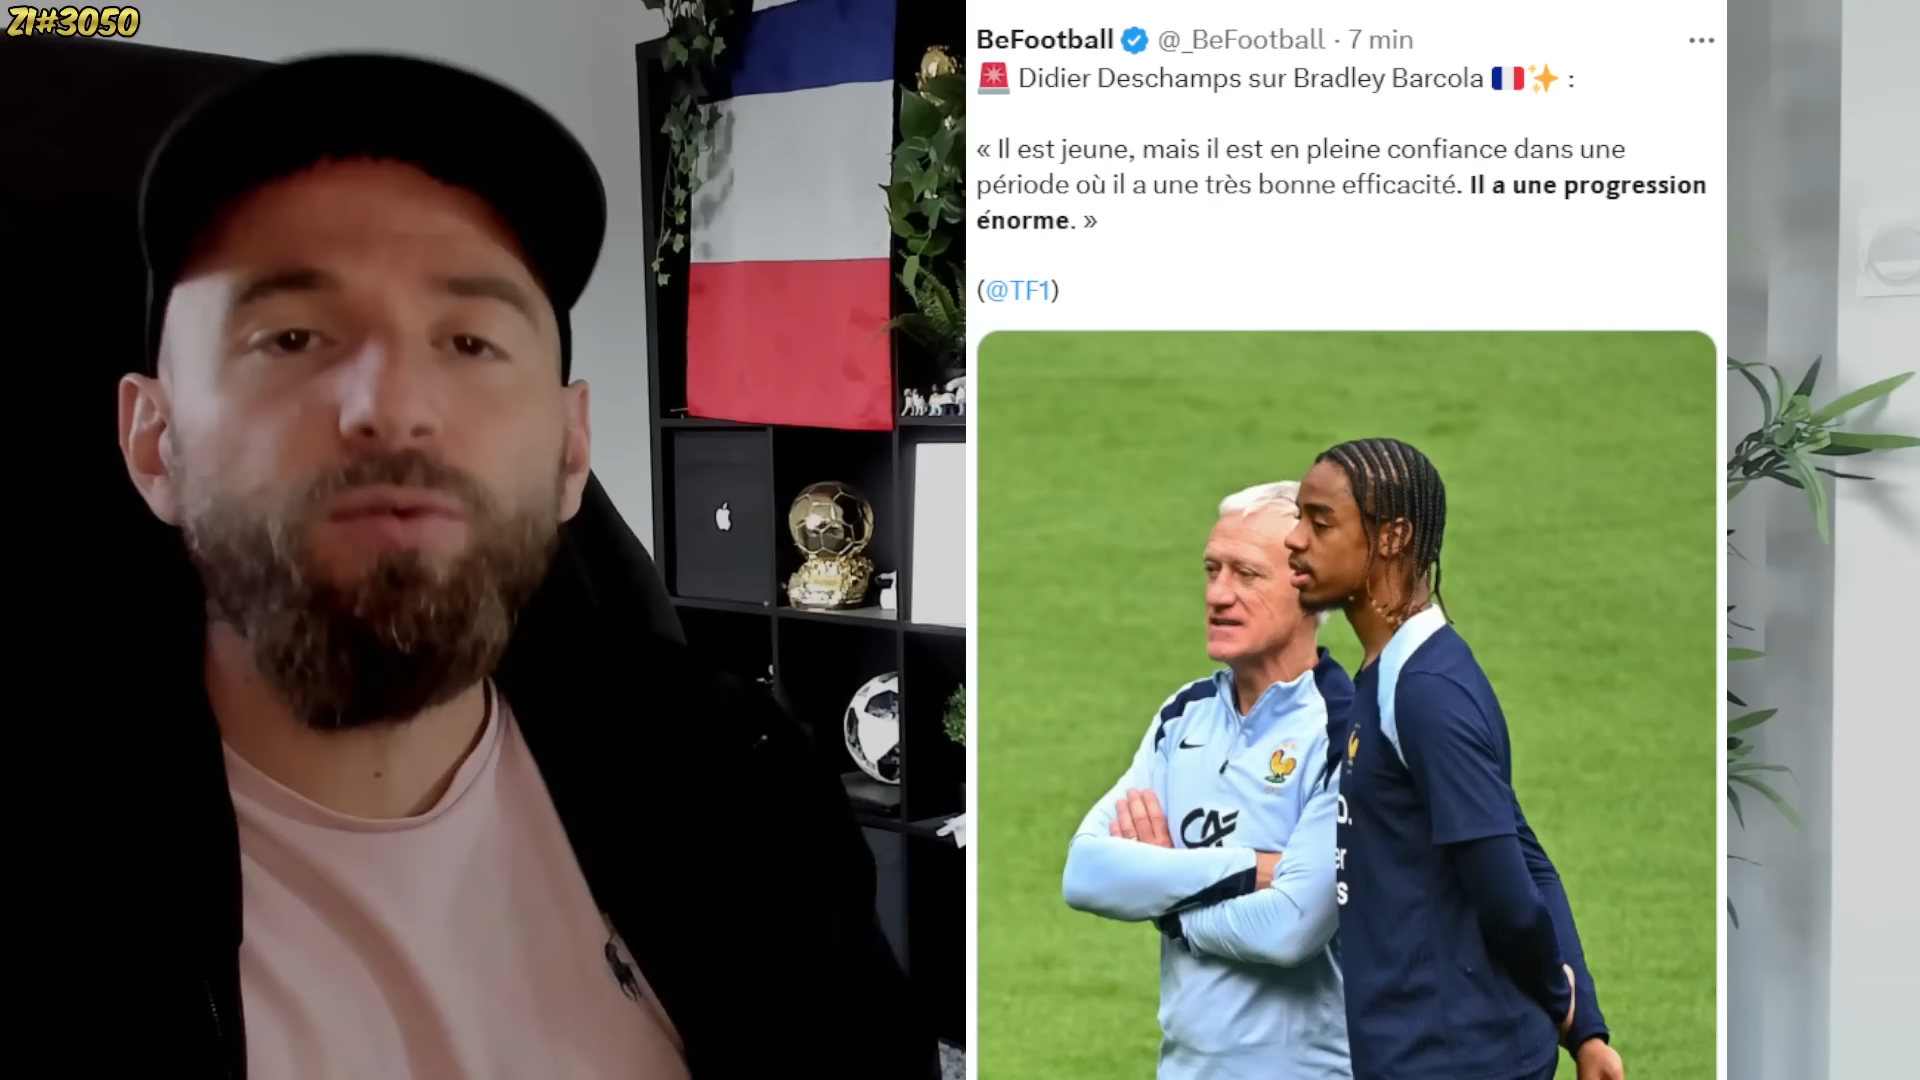 ZI#3050
BeFootball @_BeFootball · 7 min
🚨 Didier Deschamps sur Bradley Barcola 🇫🇷✨ :
« Il est jeune, mais il est en pleine confiance dans une
période où il a une très bonne efficacité. Il a une progression
énorme. »
(@TF1)
CA